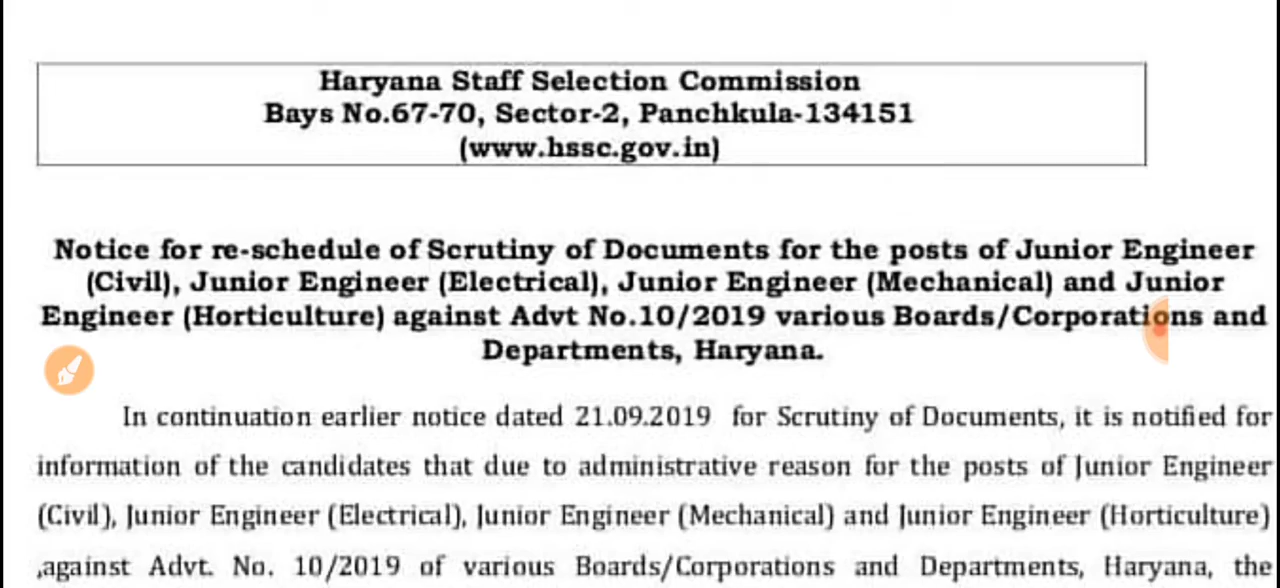 Haryana Staff Selection Commission
Bays No.67-70, Sector-2, Panchkula-134151
(www.hssc.gov.in)
Notice for re-schedule of Scrutiny of Documents for the posts of Junior Engineer
(Civil), Junior Engineer (Electrical), Junior Engineer (Mechanical) and Junior
Engineer (Horticulture) against Advt No.10/2019 various Boards/Corporations and
Departments, Haryana.
In continuation earlier notice dated 21.09.2019 for Scrutiny of Documents, it is notified for
information of the candidates that due to administrative reason for the posts of Junior Engineer
(Civil), Junior Engineer (Electrical), Junior Engineer (Mechanical) and Junior Engineer (Horticulture)
,against Advt. No. 10/2019 of various Boards/Corporations and Departments, Haryana, the